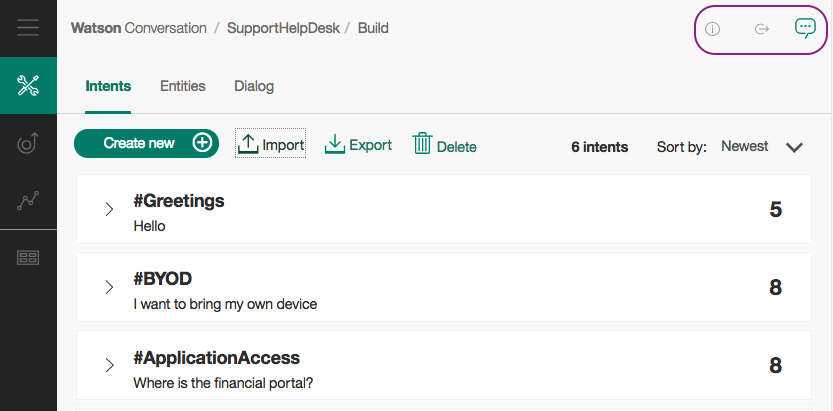 Watson Conversation / SupportHelpDesk / Build
Intents Entities Dialog
Create new Import Export Delete 6 intents Sort by: Newest
#Greetings
Hello
5
#BYOD
I want to bring my own device
8
#ApplicationAccess
Where is the financial portal?
8